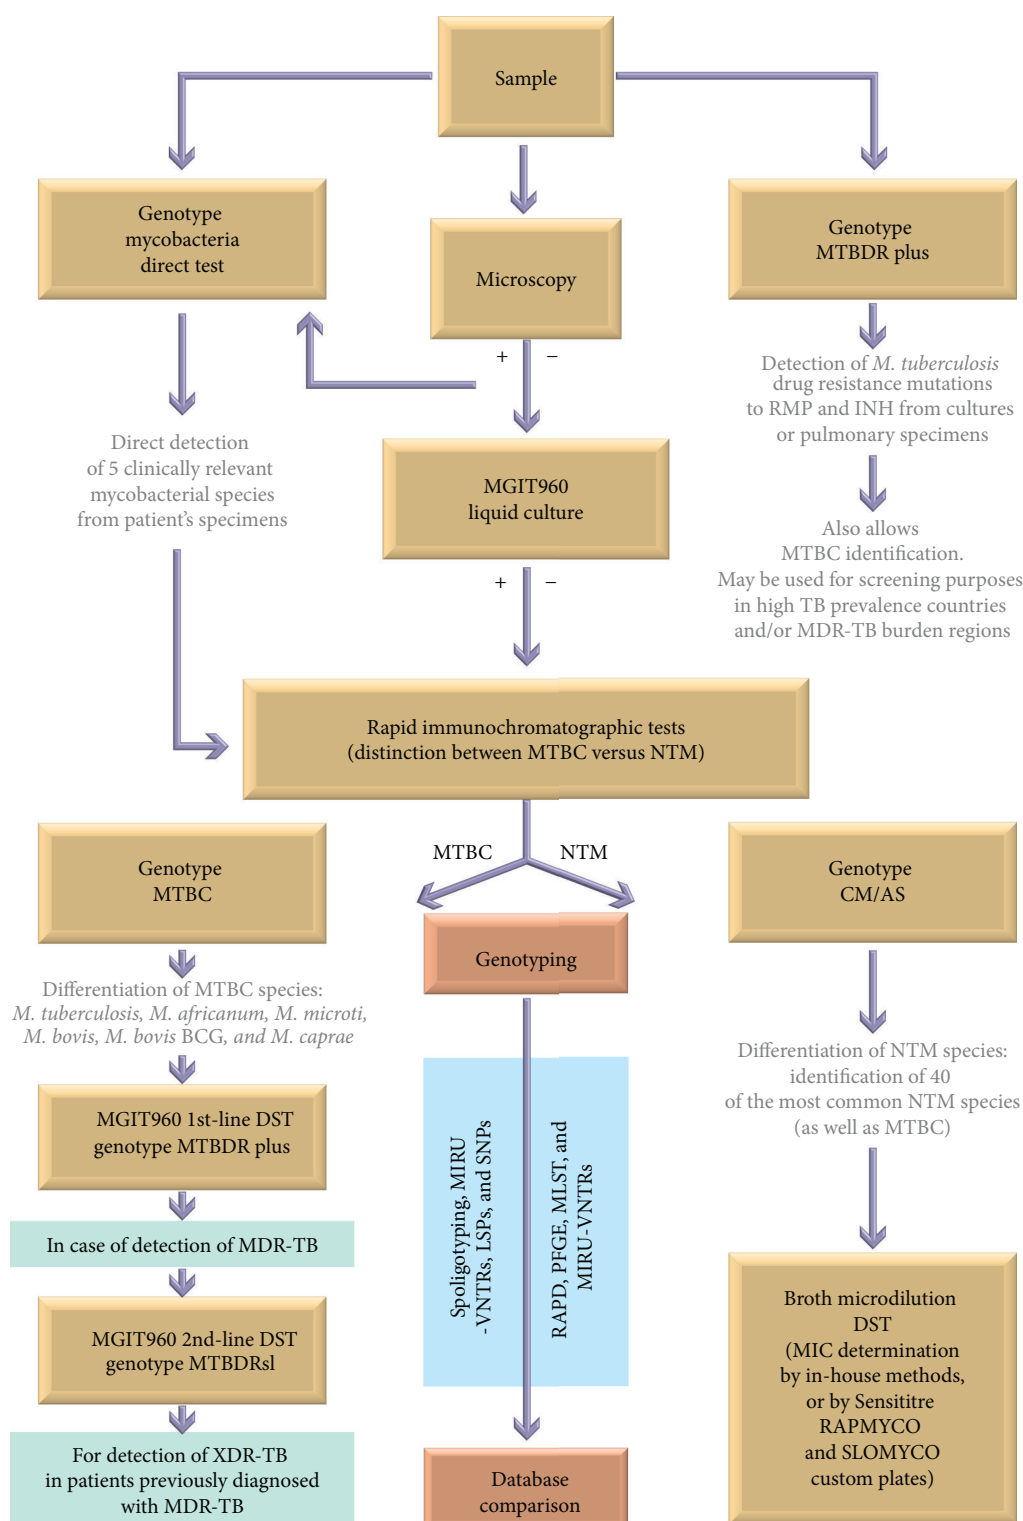 Sample
Genotype
mycobacteria
direct test
Microscopy
Genotype
MTBDR plus
+ −
Detection of M. tuberculosis
drug resistance mutations
to RMP and INH from cultures
or pulmonary specimens
Direct detection
of 5 clinically relevant
mycobacterial species
from patient's specimens
MGIT960
liquid culture
Also allows
MTBC identification.
May be used for screening purposes
in high TB prevalence countries
and/or MDR-TB burden regions
+ −
Rapid immunochromatographic tests
(distinction between MTBC versus NTM)
MTBC NTM
Genotype
MTBC
Genotyping
Genotype
CM/AS
Differentiation of MTBC species:
M. tuberculosis, M. africanum, M. microti,
M. bovis, M. bovis BCG, and M. caprae
MGIT960 1st-line DST
genotype MTBDR plus
In case of detection of MDR-TB
MGIT960 2nd-line DST
genotype MTBDRsl
For detection of XDR-TB
in patients previously diagnosed
with MDR-TB
Spoligotyping, MIRU
-VNTRs, LSPs, and SNPs
RAPD, PFGE, MLST, and
MIRU-VNTRs
Database
comparison
Differentiation of NTM species:
identification of 40
of the most common NTM species
(as well as MTBC)
Broth microdilution
DST
(MIC determination
by in-house methods,
or by Sensititre
RAPMYCO
and SLOMYCO
custom plates)